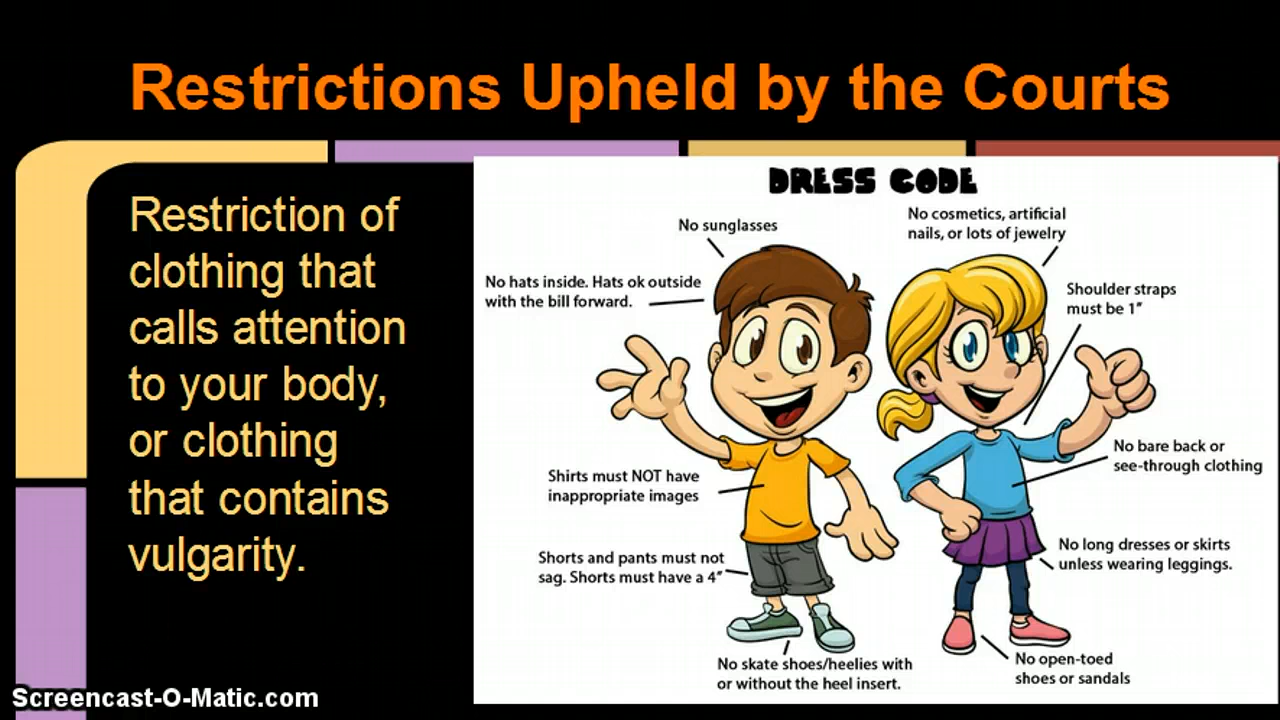 Restrictions Upheld by the Courts
Restriction of
clothing that
calls attention
to your body,
or clothing
that contains
vulgarity.
DRESS CODE
No sunglasses
No cosmetics, artificial
nails, or lots of jewelry
No hats inside. Hats ok outside
with the bill forward.
Shoulder straps
must be 1”
Shirts must NOT have
inappropriate images
No bare back or
see-through clothing
Shorts and pants must not
sag. Shorts must have a 4”
No long dresses or skirts
unless wearing leggings.
No skate shoes/heelies with
or without the heel insert.
No open-toed
shoes or sandals
Screencast-O-Matic.com